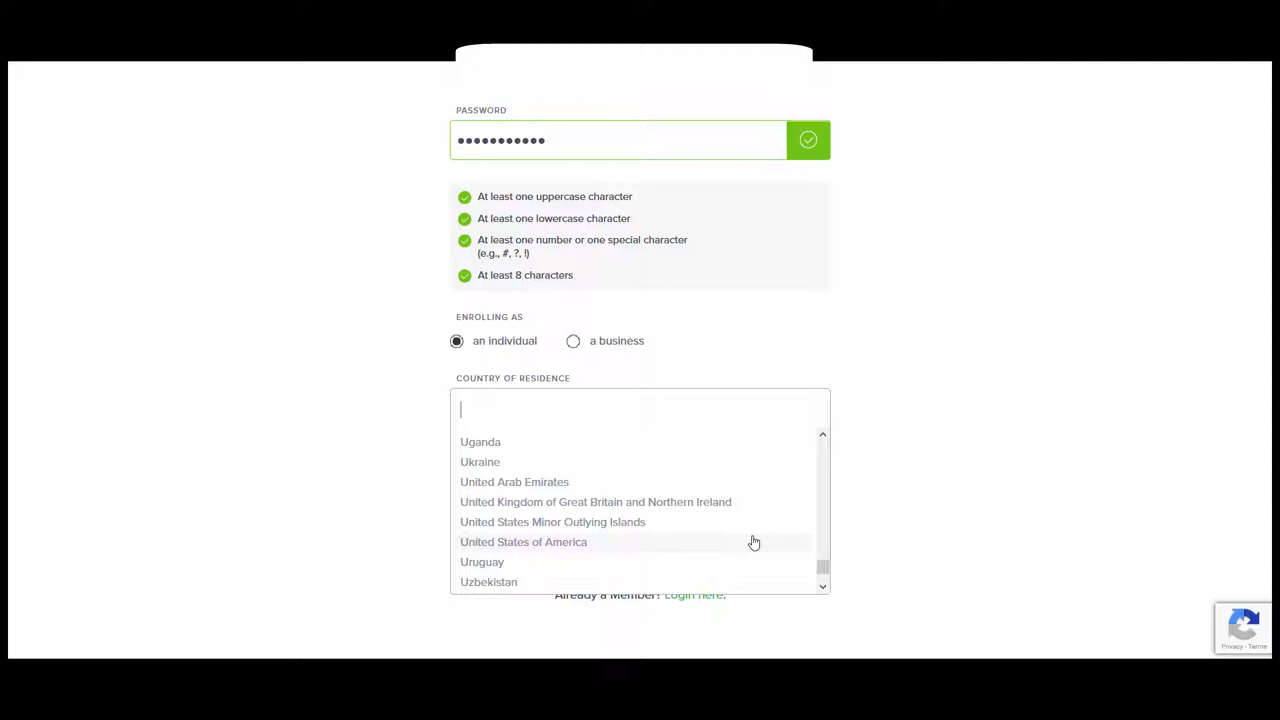 PASSWORD
•••••••••••
At least one uppercase character
At least one lowercase character
At least one number or one special character
(e.g., #, ?, !)
At least 8 characters
ENROLLING AS
an individual
a business
COUNTRY OF RESIDENCE
Uganda
Ukraine
United Arab Emirates
United Kingdom of Great Britain and Northern Ireland
United States Minor Outlying Islands
United States of America
Uruguay
Uzbekistan
Already a Member? Login here.
Privacy - Terms